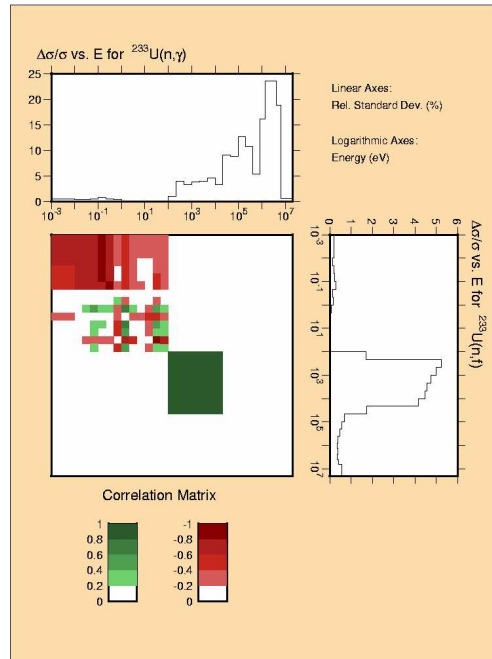 Δσ/σ vs. E for ²³³U(n,γ)
Linear Axes:
Rel. Standard Dev. (%)
Logarithmic Axes:
Energy (eV)
25
20
15
10
5
0
10⁻³ 10⁻¹ 10¹ 10³ 10⁵ 10⁷
Δσ/σ vs. E for ²³³U(n,f)
0 1 2 3 4 5 6
10⁻³
10⁻¹
10¹
10³
10⁵
10⁷
Correlation Matrix
1
0.8
0.6
0.4
0.2
0
-1
-0.8
-0.6
-0.4
-0.2
0